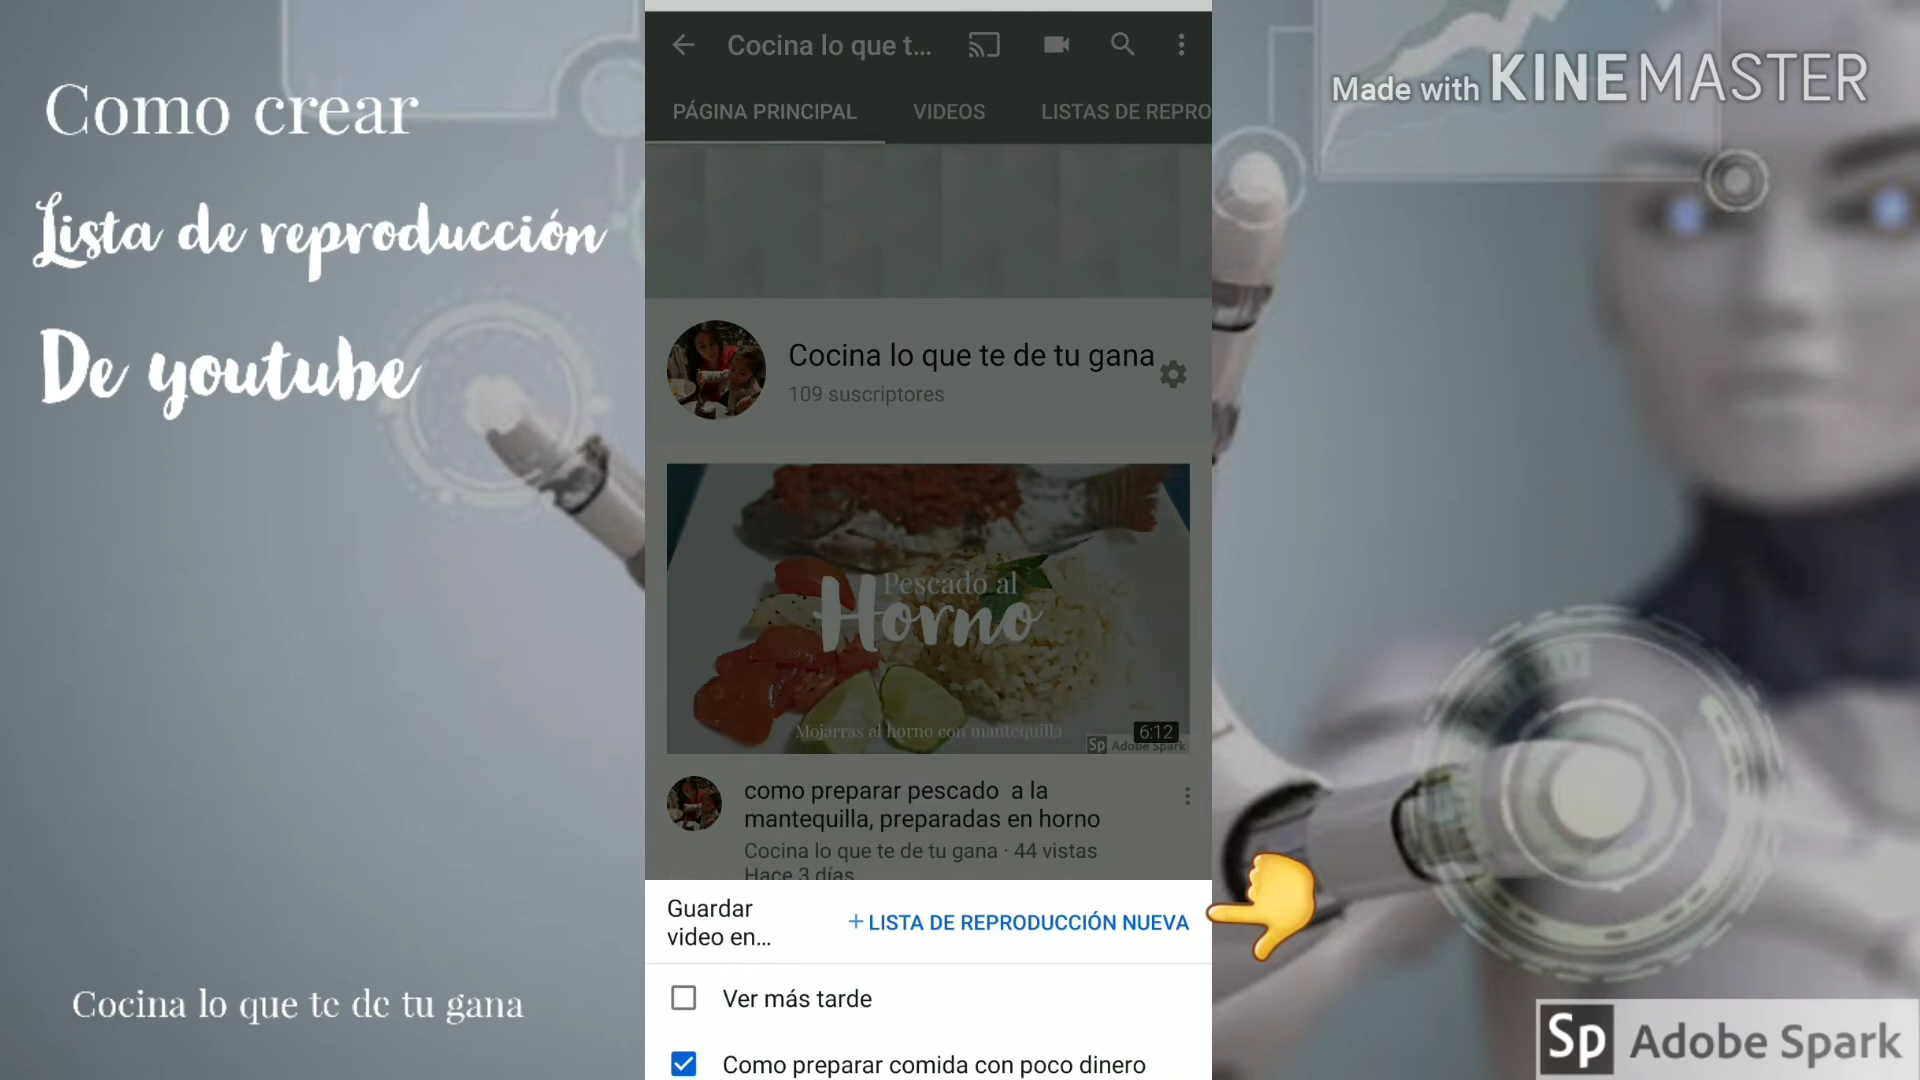 Como crear
Lista de reproducción
De youtube
Cocina lo que te de tu gana
Cocina lo que t...
PÁGINA PRINCIPAL VIDEOS LISTAS DE REPRO
Cocina lo que te de tu gana
109 suscriptores
Pescado al
Horno
Mojarras al horno con mantequilla
6:12
Sp Adobe Spark
como preparar pescado a la
mantequilla, preparadas en horno
Cocina lo que te de tu gana · 44 vistas
Hace 3 días
Guardar
video en...
+ LISTA DE REPRODUCCIÓN NUEVA
Ver más tarde
Como preparar comida con poco dinero
Made with KINEMASTER
Sp Adobe Spark